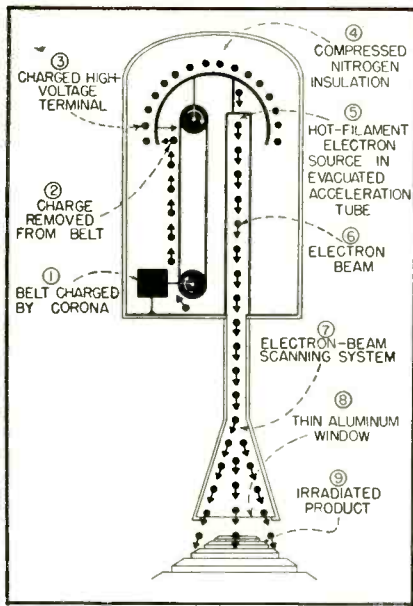 ④
COMPRESSED
NITROGEN
INSULATION
③
CHARGED HIGH-
VOLTAGE
TERMINAL
⑤
HOT-FILAMENT
ELECTRON
SOURCE IN
EVACUATED
ACCELERATION
TUBE
②
CHARGE
REMOVED
FROM BELT
⑥
ELECTRON
BEAM
①
BELT CHARGED
BY CORONA
⑦
ELECTRON-BEAM
SCANNING SYSTEM
⑧
THIN ALUMINUM
WINDOW
⑨
IRRADIATED
PRODUCT